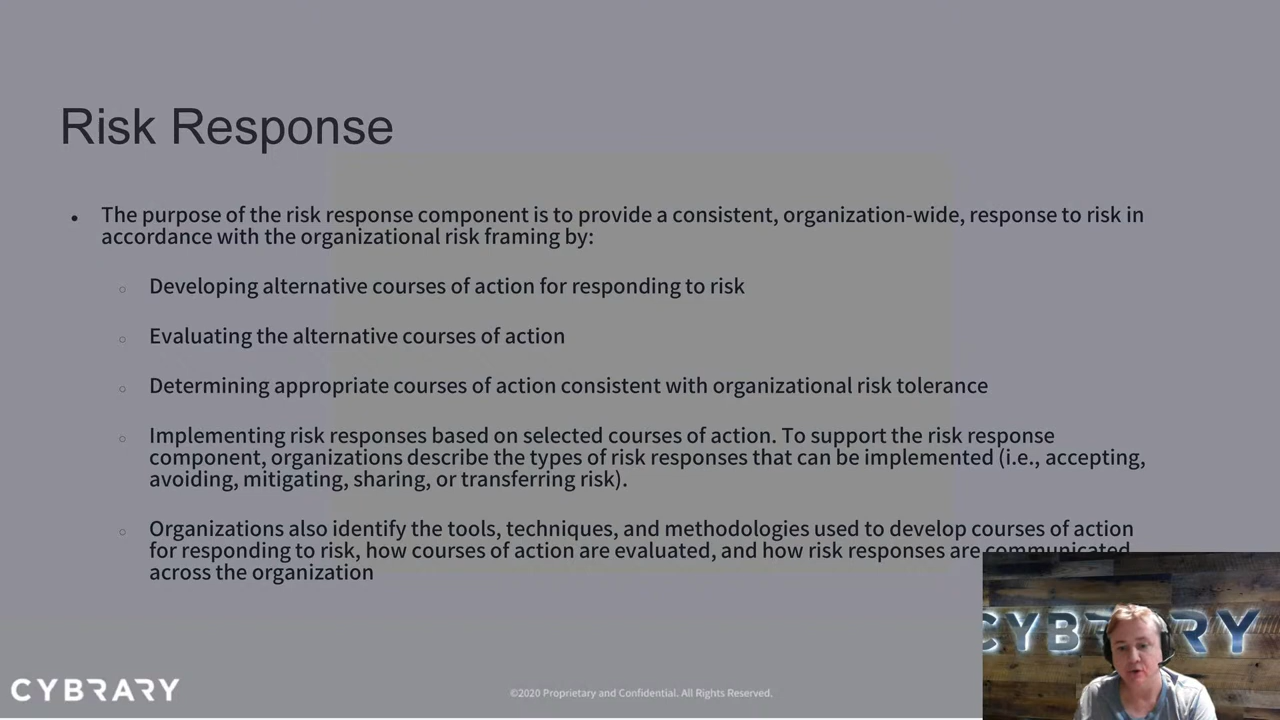 Risk Response
• The purpose of the risk response component is to provide a consistent, organization-wide, response to risk in
accordance with the organizational risk framing by:
○ Developing alternative courses of action for responding to risk
○ Evaluating the alternative courses of action
○ Determining appropriate courses of action consistent with organizational risk tolerance
○ Implementing risk responses based on selected courses of action. To support the risk response
component, organizations describe the types of risk responses that can be implemented (i.e., accepting,
avoiding, mitigating, sharing, or transferring risk).
○ Organizations also identify the tools, techniques, and methodologies used to develop courses of action
for responding to risk, how courses of action are evaluated, and how risk responses are communicated
across the organization
CYBRARY
CYBRARY
©2020 Proprietary and Confidential. All Rights Reserved.